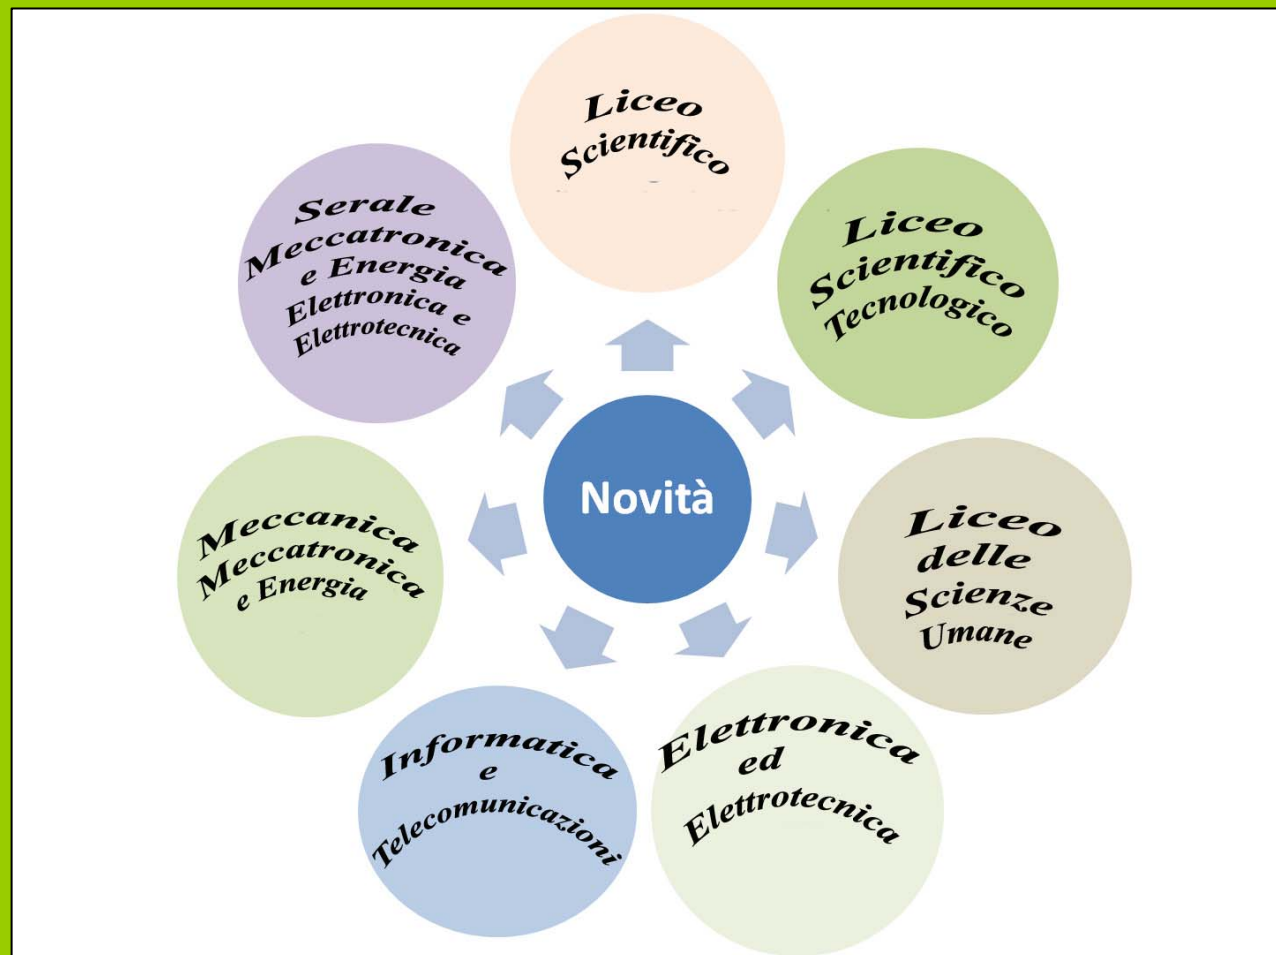 Liceo
Scientifico
Liceo
Scientifico
Tecnologico
Liceo
delle
Scienze
Umane
Elettronica
ed
Elettrotecnica
Informatica
e
Telecomunicazioni
Meccanica
Meccatronica
e Energia
Serale
Meccatronica
e Energia
Elettronica e
Elettrotecnica
Novità